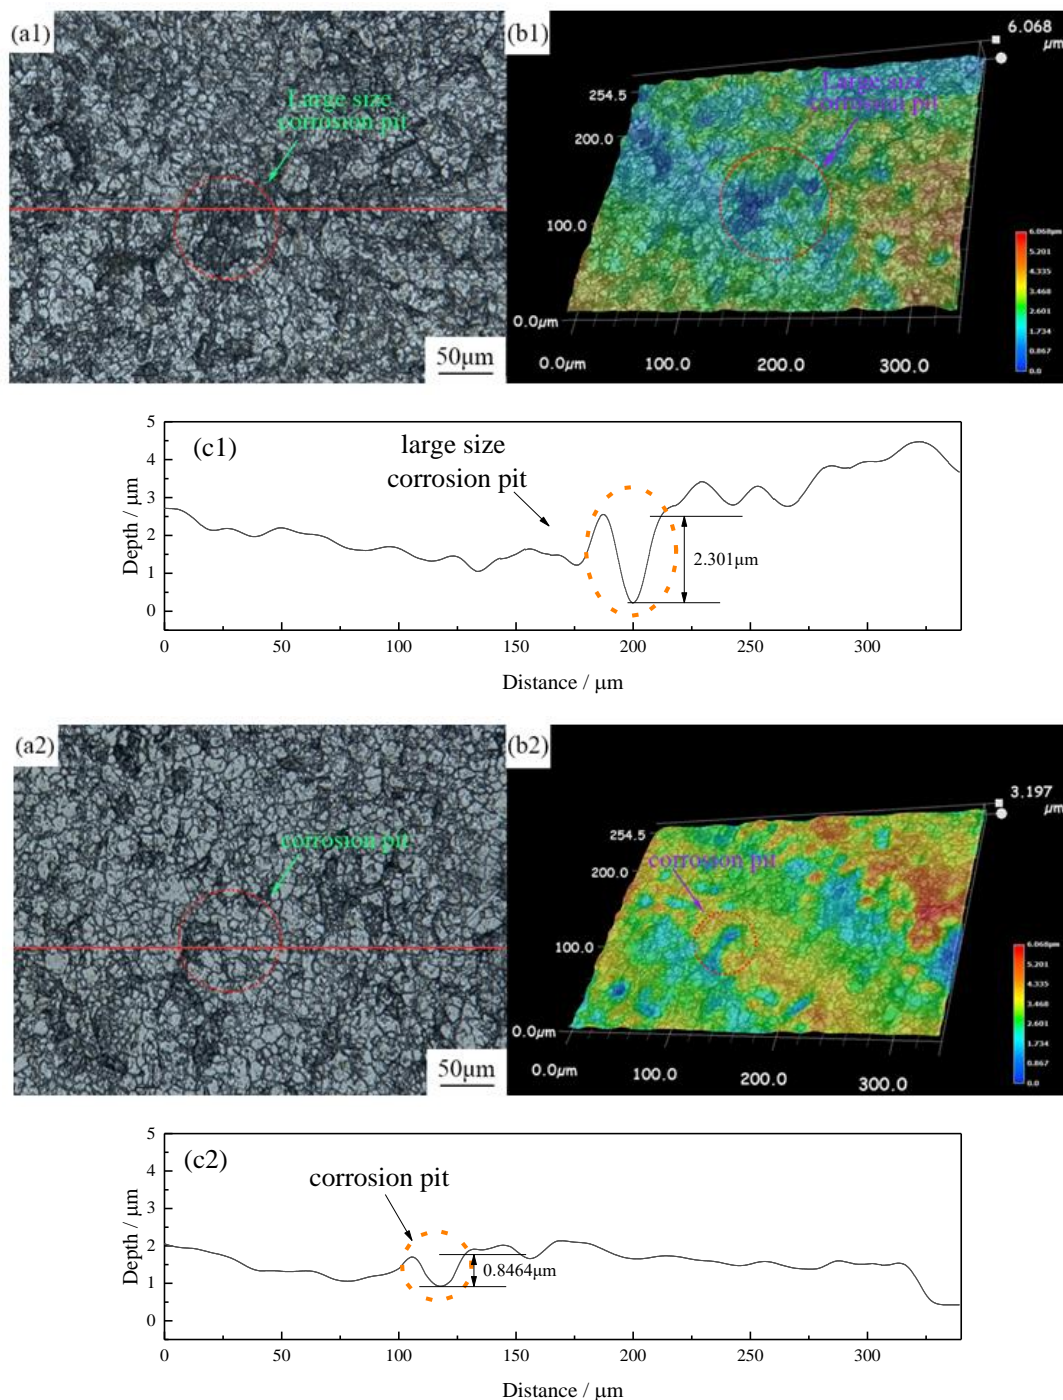 (a1)
Large size
corrosion pit
50μm
(b1)
6.068
μm
Large size
corrosion pit
254.5
200.0
100.0
0.0μm
0.0μm
100.0
200.0
300.0
6.068μm
5.201
4.335
3.468
2.601
1.734
0.867
0.0
(c1)
large size
corrosion pit
2.301μm
Depth / μm
5
4
3
2
1
0
0
50
100
150
200
250
300
Distance / μm
(a2)
corrosion pit
50μm
(b2)
3.197
μm
corrosion pit
254.5
200.0
100.0
0.0μm
0.0μm
100.0
200.0
300.0
6.068μm
5.201
4.335
3.468
2.601
1.734
0.867
0.0
(c2)
corrosion pit
0.8464μm
Depth / μm
5
4
3
2
1
0
0
50
100
150
200
250
300
Distance / μm